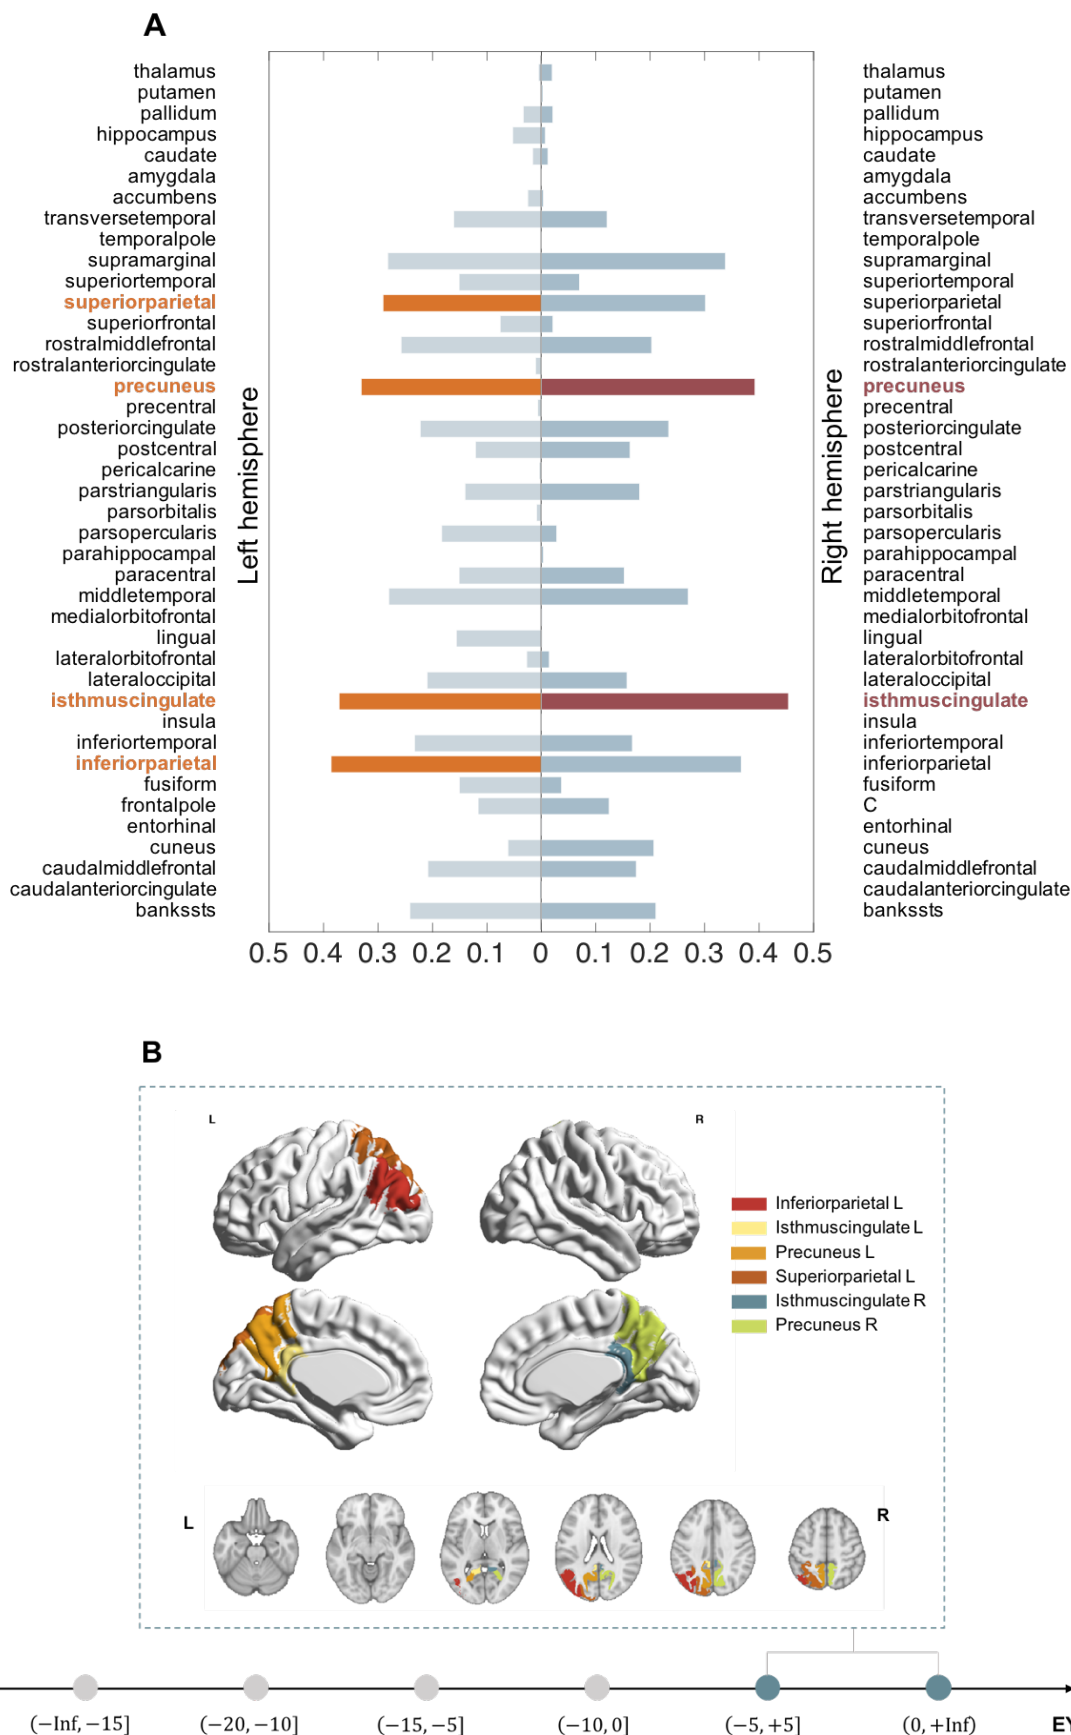 A
thalamus thalamus
putamen putamen
pallidum pallidum
hippocampus hippocampus
caudate caudate
amygdala amygdala
accumbens accumbens
transversetemporal transversetemporal
temporalpole temporalpole
supramarginal supramarginal
superiortemporal superiortemporal
superiorparietal superiorparietal
superiorfrontal superiorfrontal
rostralmiddlefrontal rostralmiddlefrontal
rostralanteriorcingulate rostralanteriorcingulate
precuneus precuneus
precentral precentral
posteriorcingulate posteriorcingulate
postcentral postcentral
pericalcarine pericalcarine
parstriangularis parstriangularis
parsorbitalis parsorbitalis
parsopercularis parsopercularis
parahippocampal parahippocampal
paracentral paracentral
middletemporal middletemporal
medialorbitofrontal medialorbitofrontal
lingual lingual
lateralorbitofrontal lateralorbitofrontal
lateraloccipital lateraloccipital
isthmuscingulate isthmuscingulate
insula insula
inferiortemporal inferiortemporal
inferiorparietal inferiorparietal
fusiform fusiform
frontalpole C
entorhinal entorhinal
cuneus cuneus
caudalmiddlefrontal caudalmiddlefrontal
caudalanteriorcingulate caudalanteriorcingulate
bankssts bankssts
Left hemisphere
Right hemisphere
0.5 0.4 0.3 0.2 0.1 0 0.1 0.2 0.3 0.4 0.5
B
L R
Inferiorparietal L
Isthmuscingulate L
Precuneus L
Superiorparietal L
Isthmuscingulate R
Precuneus R
L R
(−Inf, −15] (−20, −10] (−15, −5] (−10, 0] (−5, +5] (0, +Inf) EY